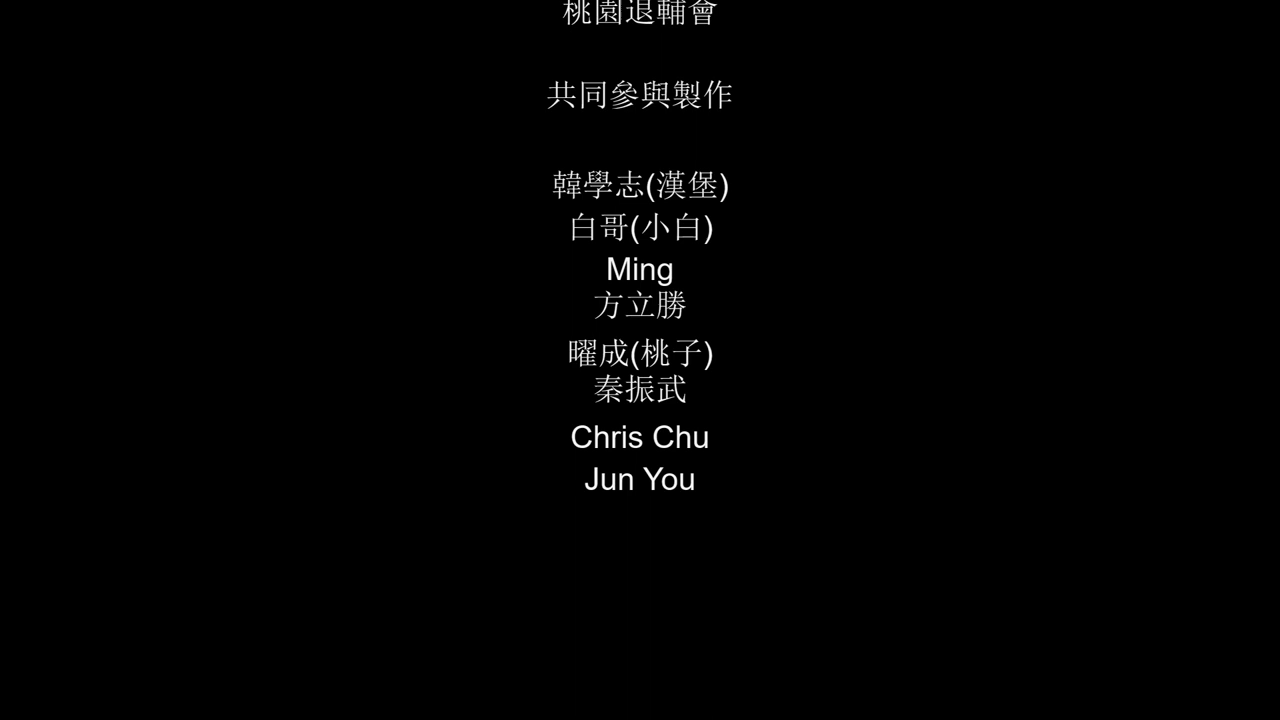 桃園退輔會
共同參與製作
韓學志(漢堡)
白哥(小白)
Ming
方立勝
曜成(桃子)
秦振武
Chris Chu
Jun You